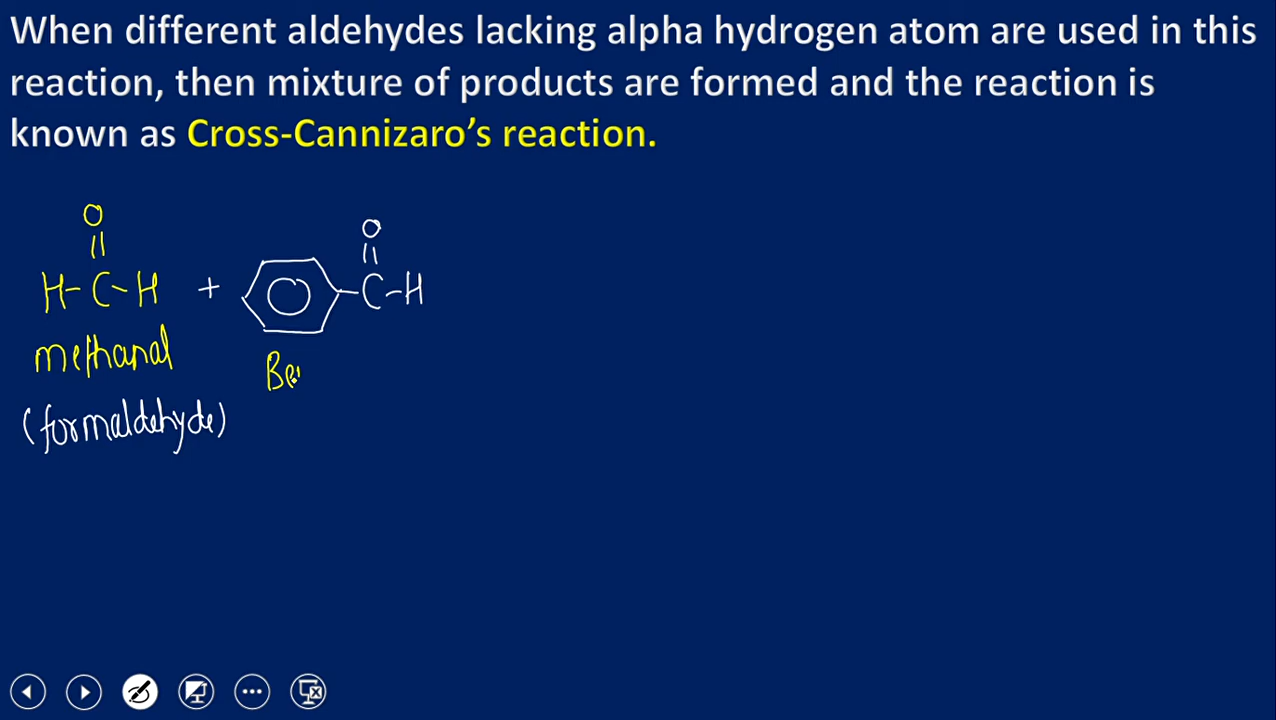 When different aldehydes lacking alpha hydrogen atom are used in this
reaction, then mixture of products are formed and the reaction is
known as Cross-Cannizaro’s reaction.
O O
|| ||
H-C-H + C-H
methanal Be
(formaldehyde)